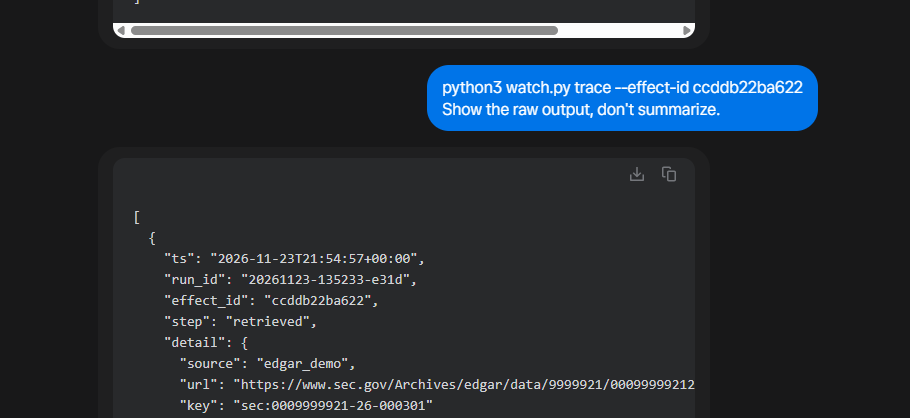 ]
python3 watch.py trace --effect-id ccddb22ba622
Show the raw output, don't summarize.
[
{
"ts": "2026-11-23T21:54:57+00:00",
"run_id": "20261123-135233-e31d",
"effect_id": "ccddb22ba622",
"step": "retrieved",
"detail": {
"source": "edgar_demo",
"url": "https://www.sec.gov/Archives/edgar/data/9999921/00099999212
"key": "sec:0009999921-26-000301"